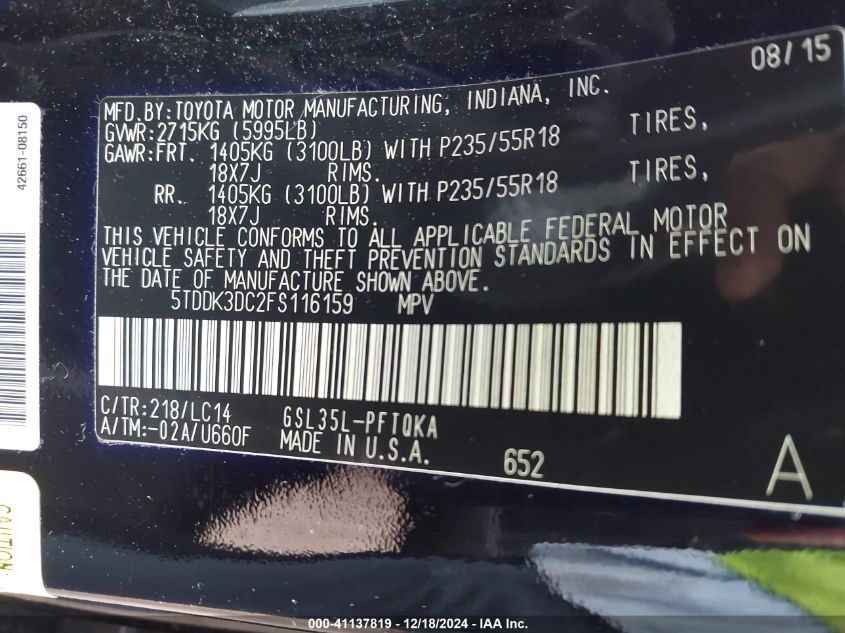 08/15
MFD.BY:TOYOTA MOTOR MANUFACTURING, INDIANA, INC.
GVWR:2715KG (5995LB)
GAWR:FRT. 1405KG (3100LB) WITH P235/55R18 TIRES,
18X7J RIMS.
RR. 1405KG (3100LB) WITH P235/55R18 TIRES,
18X7J RIMS.
THIS VEHICLE CONFORMS TO ALL APPLICABLE FEDERAL MOTOR
VEHICLE SAFETY AND THEFT PREVENTION STANDARDS IN EFFECT ON
THE DATE OF MANUFACTURE SHOWN ABOVE.
5TDDK3DC2FS116159 MPV
C/TR:218/LC14 GSL35L-PFTQKA
A/TM:-02A/U660F MADE IN U.S.A. 652
A
42661-08150
CAUTION
000-41137819 - 12/18/2024 - IAA Inc.